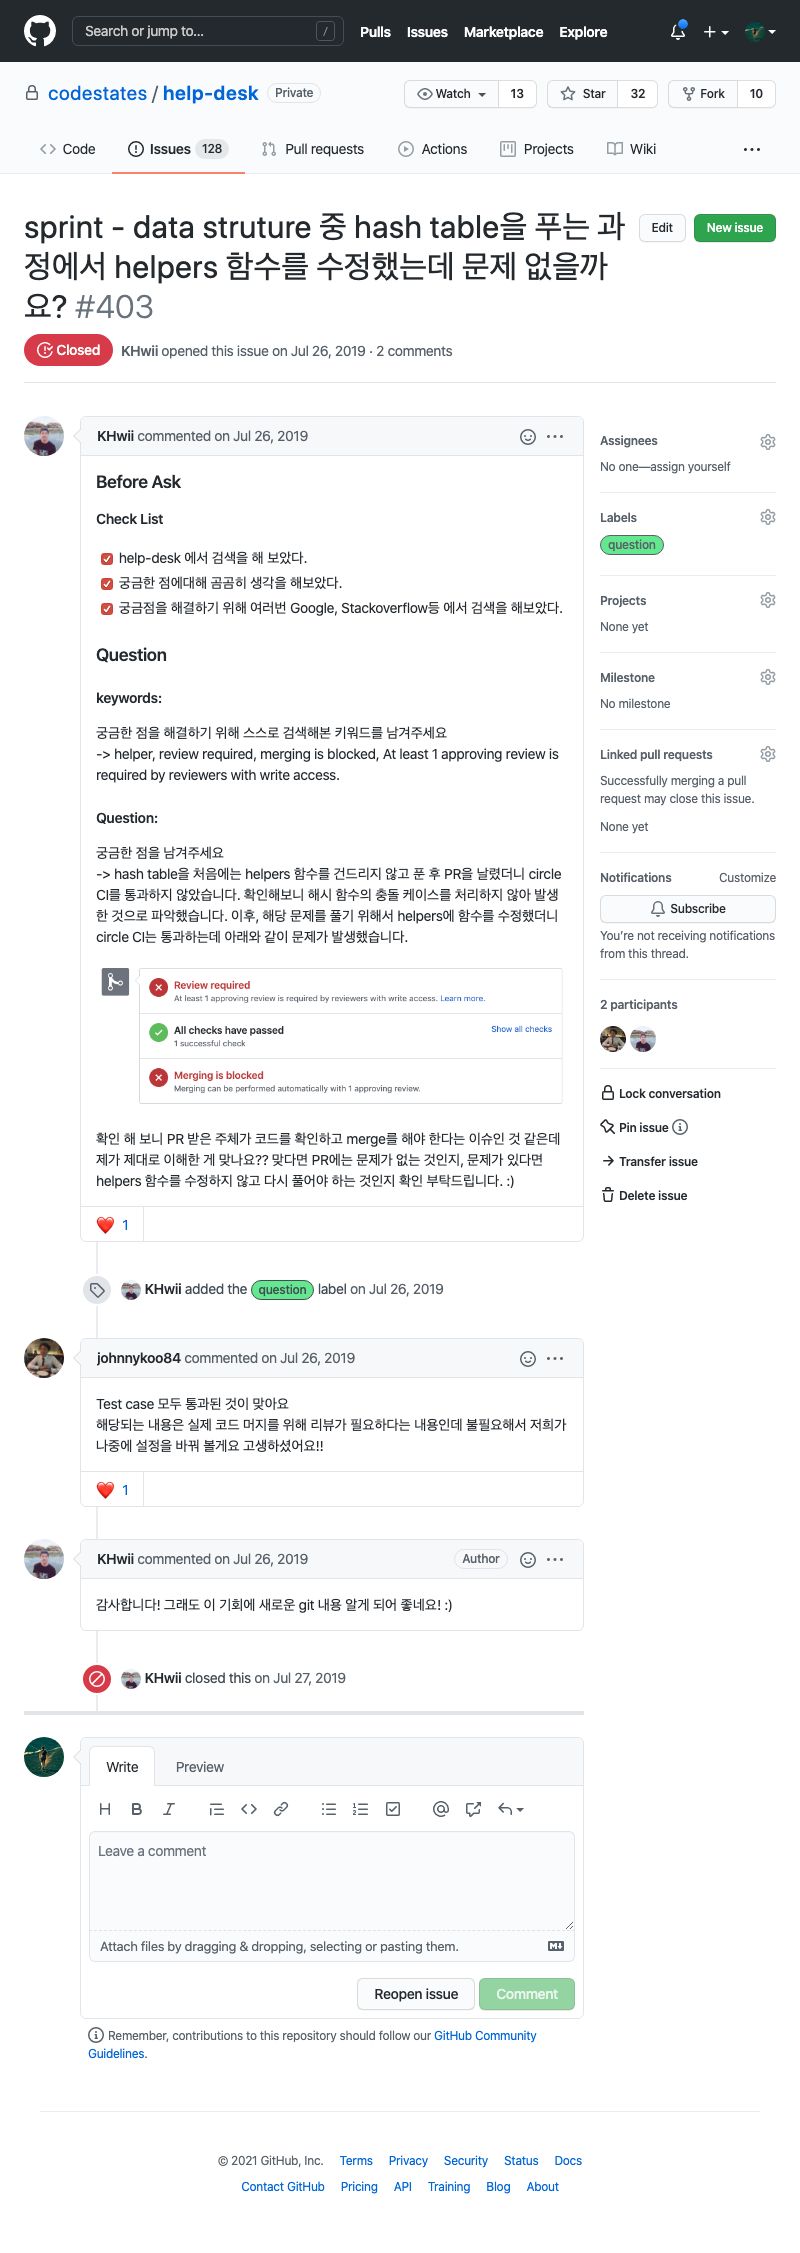 Search or jump to... /
Pulls Issues Marketplace Explore
codestates / help-desk Private
Watch 13 Star 32 Fork 10
Code Issues 128 Pull requests Actions Projects Wiki
sprint - data struture 중 hash table을 푸는 과
정에서 helpers 함수를 수정했는데 문제 없을까
요? #403
Edit New issue
Closed KHwii opened this issue on Jul 26, 2019 · 2 comments
KHwii commented on Jul 26, 2019
Before Ask
Check List
help-desk 에서 검색을 해 보았다.
궁금한 점에대해 곰곰히 생각을 해보았다.
궁금점을 해결하기 위해 여러번 Google, Stackoverflow등 에서 검색을 해보았다.
Question
keywords:
궁금한 점을 해결하기 위해 스스로 검색해본 키워드를 남겨주세요
-> helper, review required, merging is blocked, At least 1 approving review is
required by reviewers with write access.
Question:
궁금한 점을 남겨주세요
-> hash table을 처음에는 helpers 함수를 건드리지 않고 푼 후 PR을 날렸더니 circle
CI를 통과하지 않았습니다. 확인해보니 해시 함수의 충돌 케이스를 처리하지 않아 발생
한 것으로 파악했습니다. 이후, 해당 문제를 풀기 위해서 helpers에 함수를 수정했더니
circle CI는 통과하는데 아래와 같이 문제가 발생했습니다.
Review required
At least 1 approving review is required by reviewers with write access. Learn more.
All checks have passed Show all checks
1 successful check
Merging is blocked
Merging can be performed automatically with 1 approving review.
확인 해 보니 PR 받은 주체가 코드를 확인하고 merge를 해야 한다는 이슈인 것 같은데
제가 제대로 이해한 게 맞나요?? 맞다면 PR에는 문제가 없는 것인지, 문제가 있다면
helpers 함수를 수정하지 않고 다시 풀어야 하는 것인지 확인 부탁드립니다. :)
1
KHwii added the question label on Jul 26, 2019
johnnykoo84 commented on Jul 26, 2019
Test case 모두 통과된 것이 맞아요
해당되는 내용은 실제 코드 머지를 위해 리뷰가 필요하다는 내용인데 불필요해서 저희가
나중에 설정을 바꿔 볼게요 고생하셨어요!!
1
KHwii commented on Jul 26, 2019 Author
감사합니다! 그래도 이 기회에 새로운 git 내용 알게 되어 좋네요! :)
KHwii closed this on Jul 27, 2019
Write Preview
H B I
Leave a comment
Attach files by dragging & dropping, selecting or pasting them.
Reopen issue Comment
Remember, contributions to this repository should follow our GitHub Community
Guidelines.
Assignees
No one—assign yourself
Labels
question
Projects
None yet
Milestone
No milestone
Linked pull requests
Successfully merging a pull
request may close this issue.
None yet
Notifications Customize
Subscribe
You're not receiving notifications
from this thread.
2 participants
Lock conversation
Pin issue
Transfer issue
Delete issue
© 2021 GitHub, Inc. Terms Privacy Security Status Docs
Contact GitHub Pricing API Training Blog About